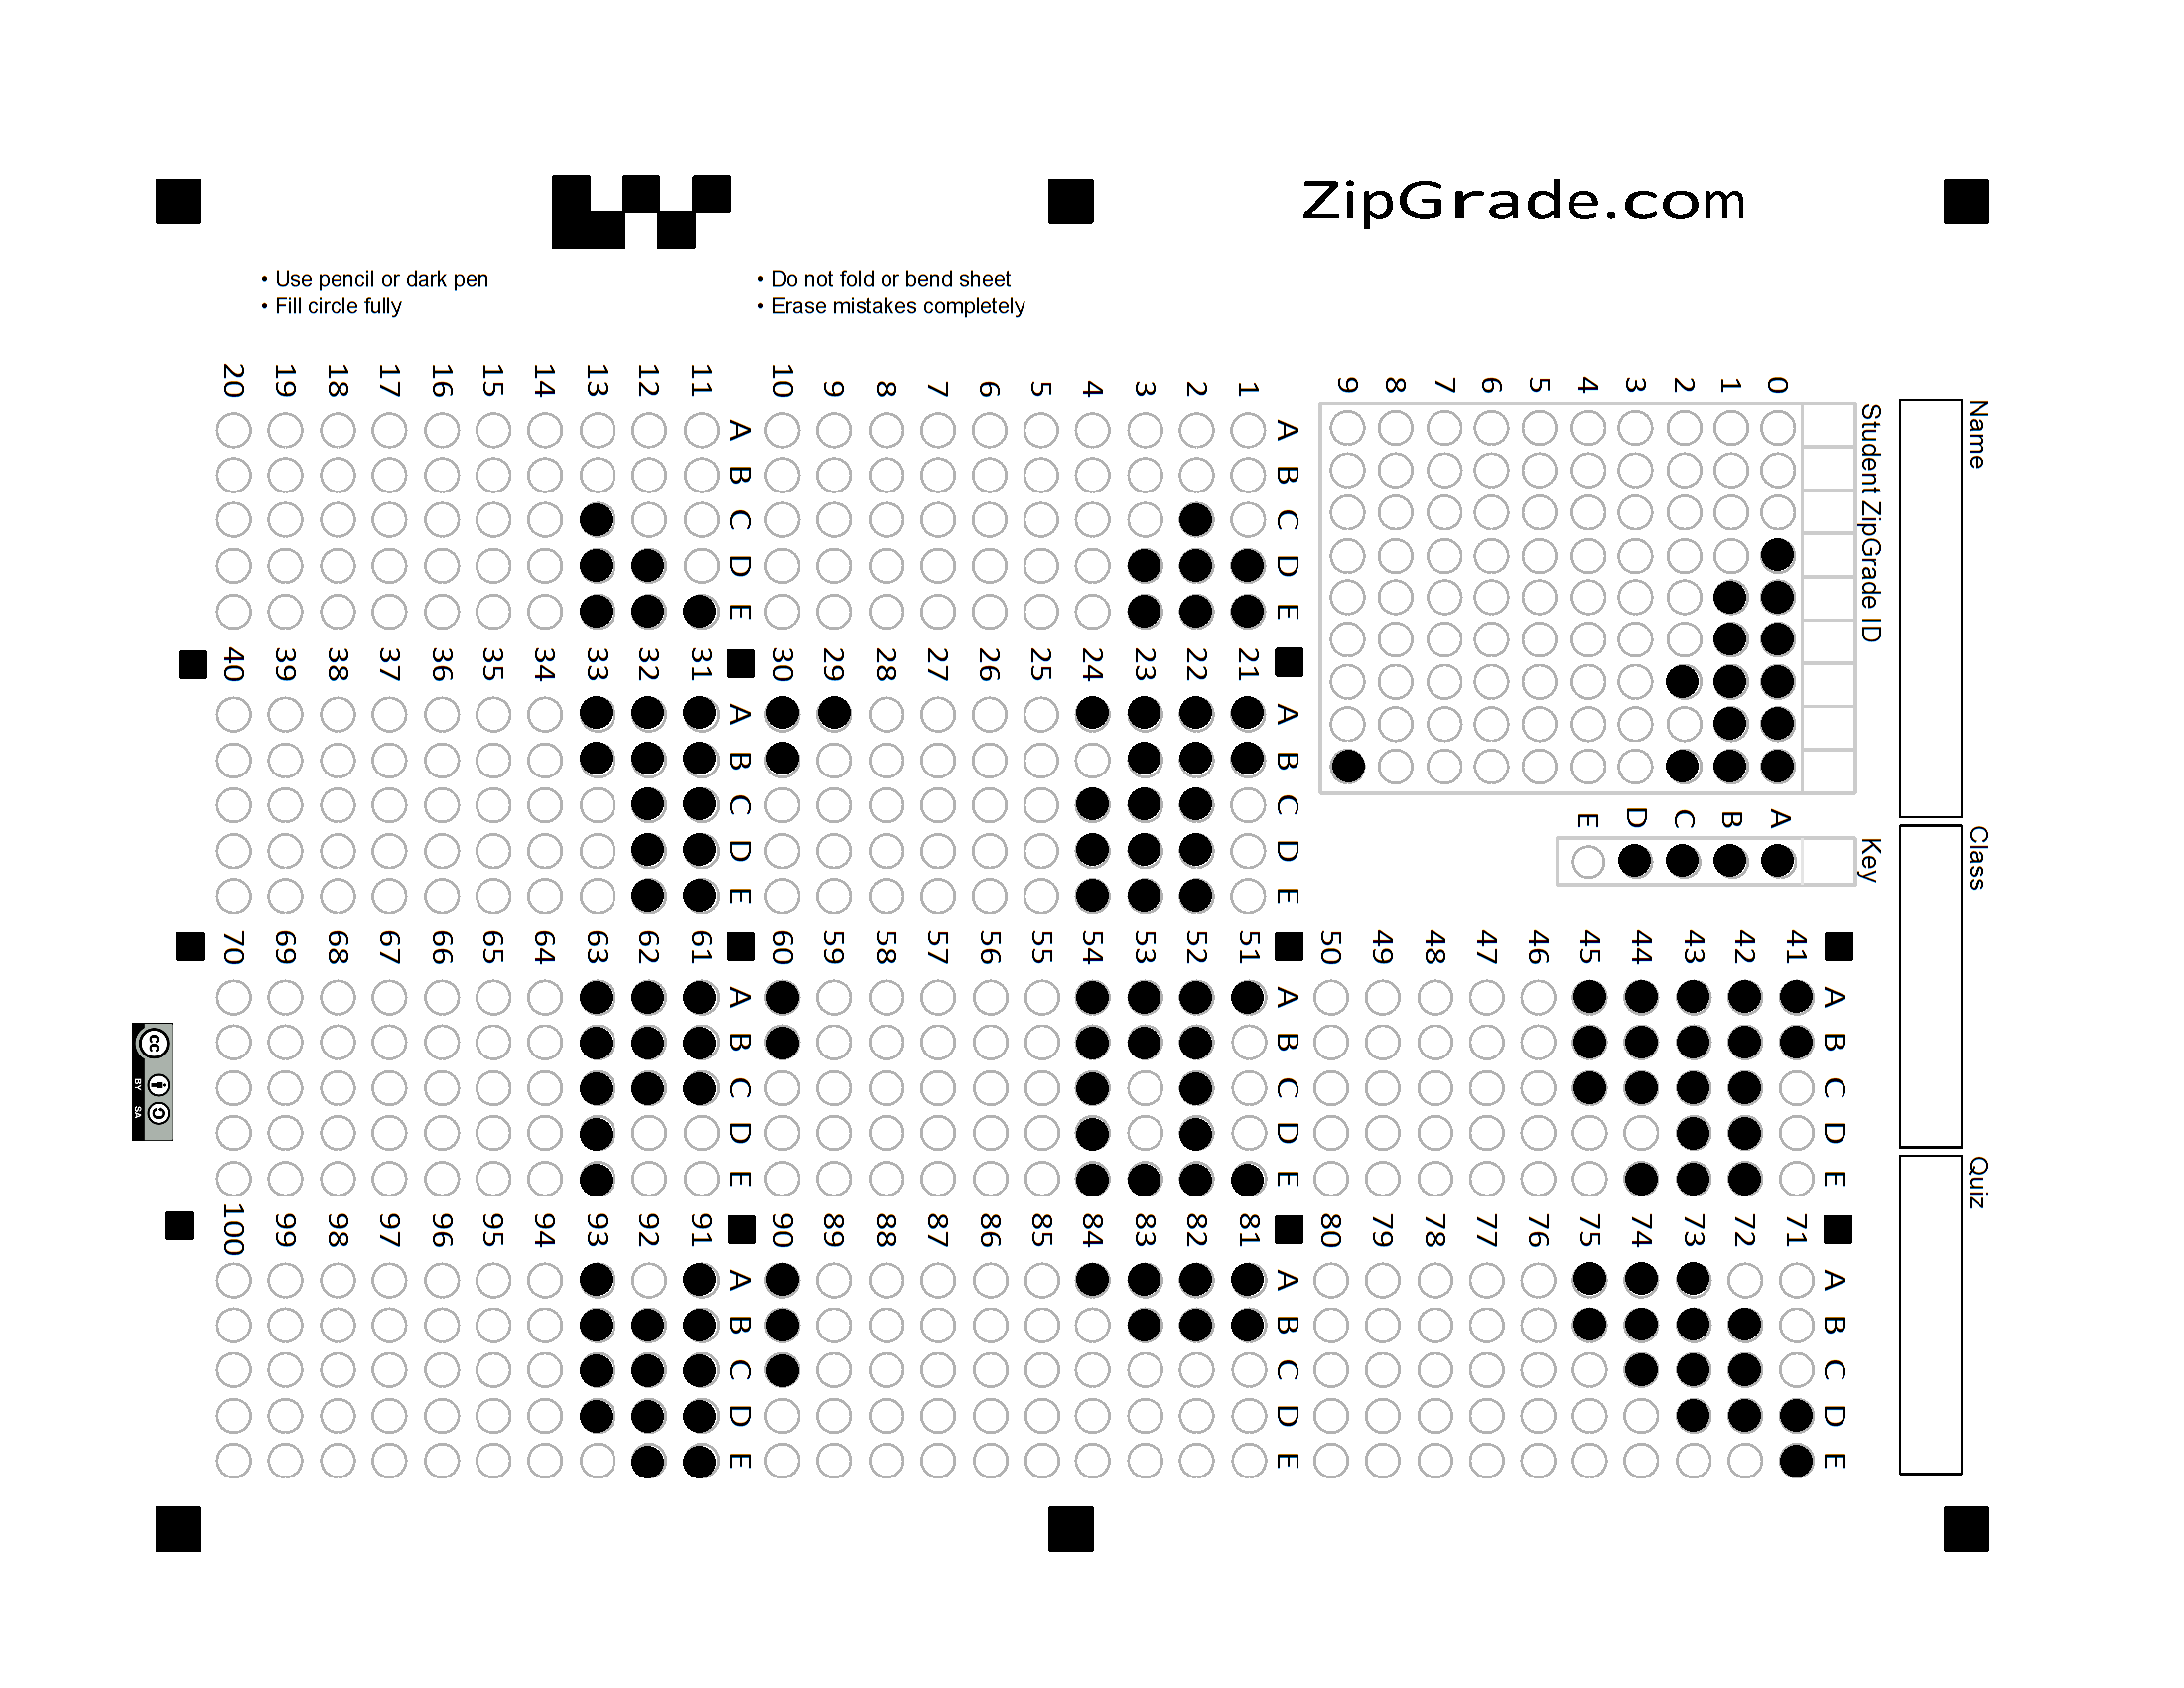 ZipGrade.com
• Use pencil or dark pen
• Fill circle fully
• Do not fold or bend sheet
• Erase mistakes completely
Name Class Quiz
Student ZipGrade ID Key
0 A
1 B
2 C
3 D
4 E
5
6
7
8
9
A B C D E A B C D E
41 71
42 72
43 73
44 74
45 75
46 76
47 77
48 78
49 79
50 80
A B C D E A B C D E A B C D E A B C D E
1 21 51 81
2 22 52 82
3 23 53 83
4 24 54 84
5 25 55 85
6 26 56 86
7 27 57 87
8 28 58 88
9 29 59 89
10 30 60 90
A B C D E A B C D E A B C D E A B C D E
11 31 61 91
12 32 62 92
13 33 63 93
14 34 64 94
15 35 65 95
16 36 66 96
17 37 67 97
18 38 68 98
19 39 69 99
20 40 70 100
cc BY SA